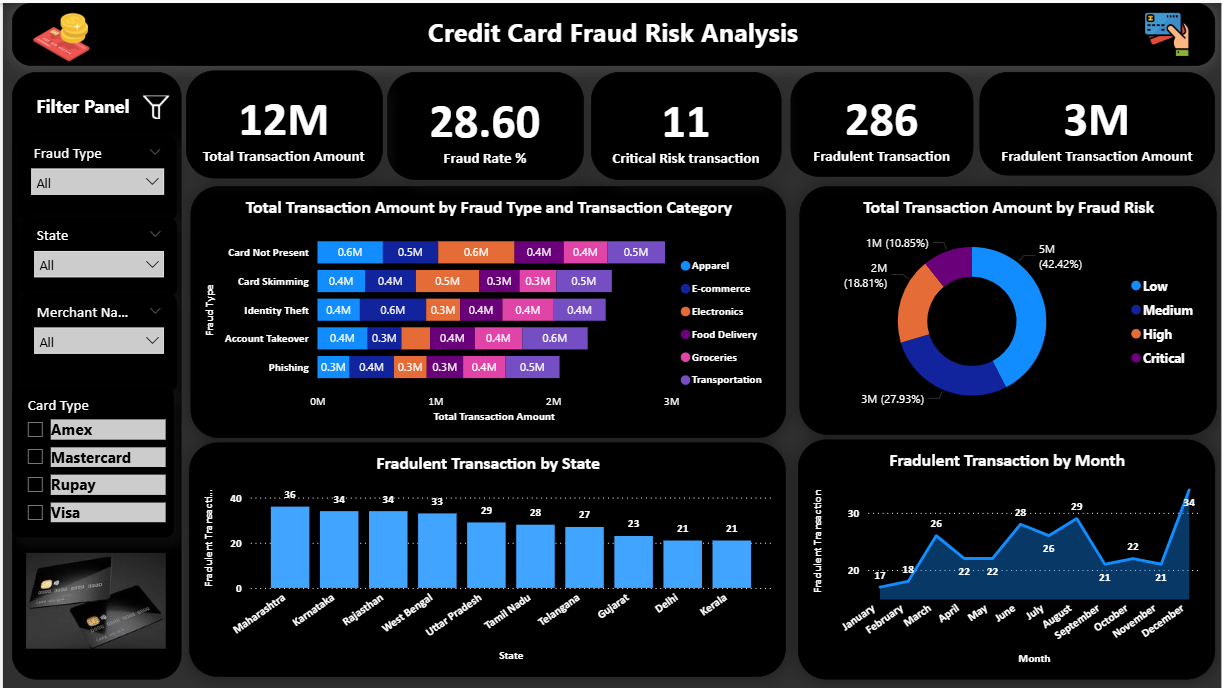 Credit Card Fraud Risk Analysis
Filter Panel
Fraud Type
All
State
All
Merchant Na...
All
Card Type
Amex
Mastercard
Rupay
Visa
12M
Total Transaction Amount
28.60
Fraud Rate %
11
Critical Risk transaction
286
Fradulent Transaction
3M
Fradulent Transaction Amount
Total Transaction Amount by Fraud Type and Transaction Category
Fraud Type
Card Not Present 0.6M 0.5M 0.6M 0.4M 0.4M 0.5M
Card Skimming 0.4M 0.4M 0.5M 0.3M 0.3M 0.5M
Identity Theft 0.4M 0.6M 0.3M 0.4M 0.4M 0.4M
Account Takeover 0.4M 0.3M 0.4M 0.4M 0.6M
Phishing 0.3M 0.4M 0.3M 0.3M 0.4M 0.5M
0M 1M 2M 3M
Total Transaction Amount
Apparel
E-commerce
Electronics
Food Delivery
Groceries
Transportation
Total Transaction Amount by Fraud Risk
1M (10.85%)
5M
(42.42%)
2M
(18.81%)
3M (27.93%)
Low
Medium
High
Critical
Fradulent Transaction by State
Fradulent Transacti...
40
20
0
36 34 34 33 29 28 27 23 21 21
Maharashtra Karnataka Rajasthan West Bengal Uttar Pradesh Tamil Nadu Telangana Gujarat Delhi Kerala
State
Fradulent Transaction by Month
Fradulent Transaction
30
20
17 18 26 22 22 28 26 29 21 22 21 34
January February March April May June July August September October November December
Month